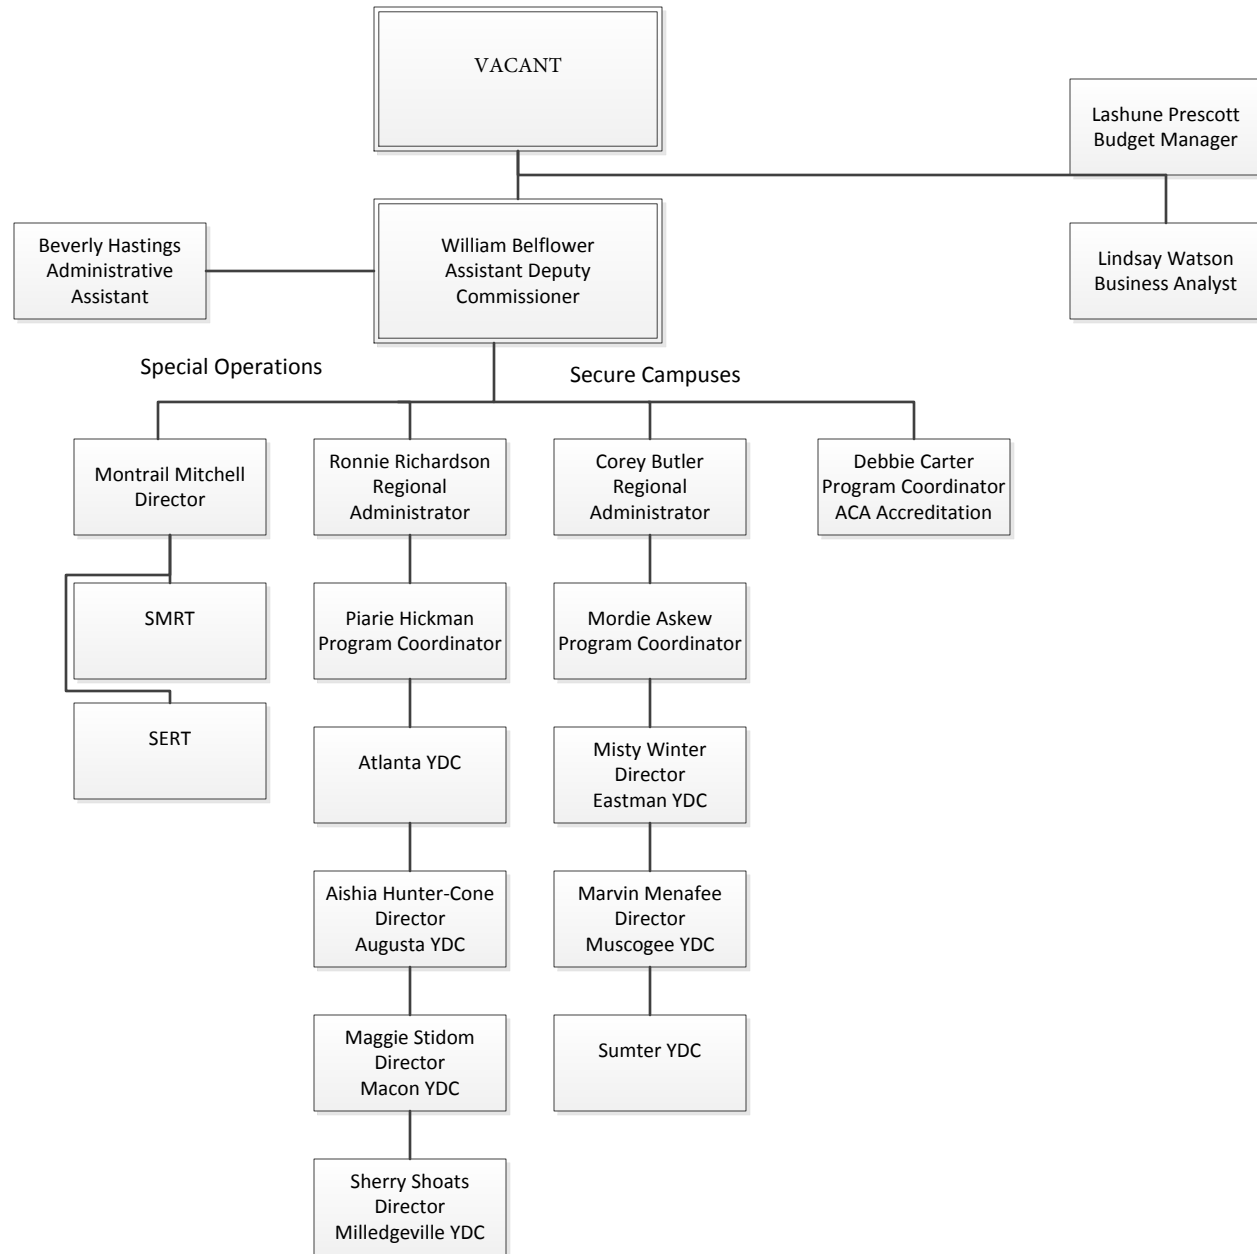 VACANT
Lashune Prescott
Budget Manager
Beverly Hastings
Administrative
Assistant
William Belflower
Assistant Deputy
Commissioner
Lindsay Watson
Business Analyst
Special Operations
Secure Campuses
Montrail Mitchell
Director
Ronnie Richardson
Regional
Administrator
Corey Butler
Regional
Administrator
Debbie Carter
Program Coordinator
ACA Accreditation
SMRT
Piarie Hickman
Program Coordinator
Mordie Askew
Program Coordinator
SERT
Atlanta YDC
Misty Winter
Director
Eastman YDC
Aishia Hunter-Cone
Director
Augusta YDC
Marvin Menafee
Director
Muscogee YDC
Maggie Stidom
Director
Macon YDC
Sumter YDC
Sherry Shoats
Director
Milledgeville YDC